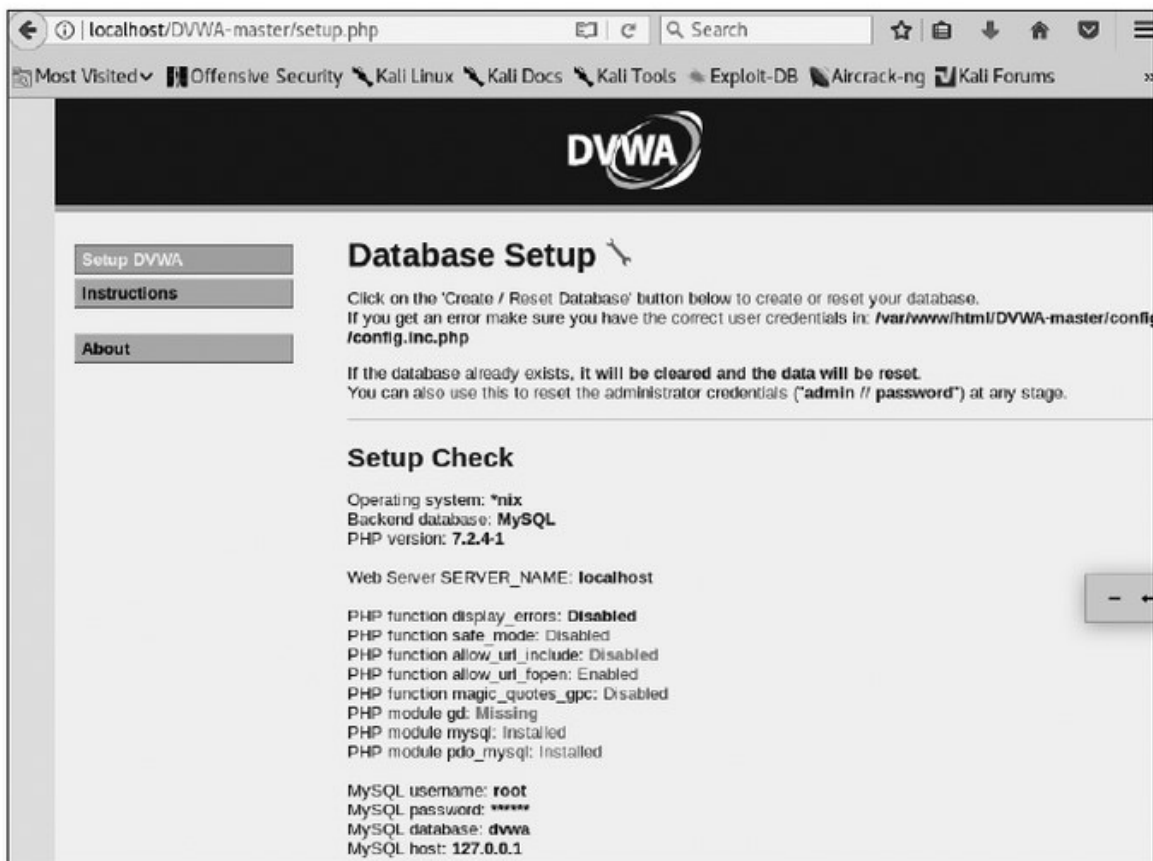 localhost/DVWA-master/setup.php
Search
Most Visited
Offensive Security
Kali Linux
Kali Docs
Kali Tools
Exploit-DB
Aircrack-ng
Kali Forums
»
DVWA
Setup DVWA
Instructions
About
Database Setup
Click on the 'Create / Reset Database' button below to create or reset your database.
If you get an error make sure you have the correct user credentials in: /var/www/html/DVWA-master/config
/config.inc.php
If the database already exists, it will be cleared and the data will be reset.
You can also use this to reset the administrator credentials ("admin // password") at any stage.
Setup Check
Operating system: *nix
Backend database: MySQL
PHP version: 7.2.4-1
Web Server SERVER_NAME: localhost
PHP function display_errors: Disabled
PHP function safe_mode: Disabled
PHP function allow_url_include: Disabled
PHP function allow_url_fopen: Enabled
PHP function magic_quotes_gpc: Disabled
PHP module gd: Missing
PHP module mysql: Installed
PHP module pdo_mysql: Installed
MySQL username: root
MySQL password: ******
MySQL database: dvwa
MySQL host: 127.0.0.1